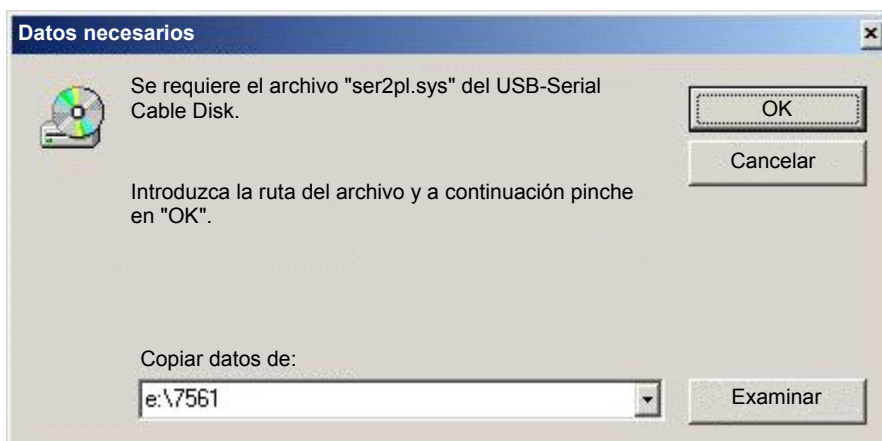 Datos necesarios
Se requiere el archivo "ser2pl.sys" del USB-Serial
Cable Disk.
OK
Cancelar
Introduzca la ruta del archivo y a continuación pinche
en "OK".
Copiar datos de:
e:\7561
Examinar